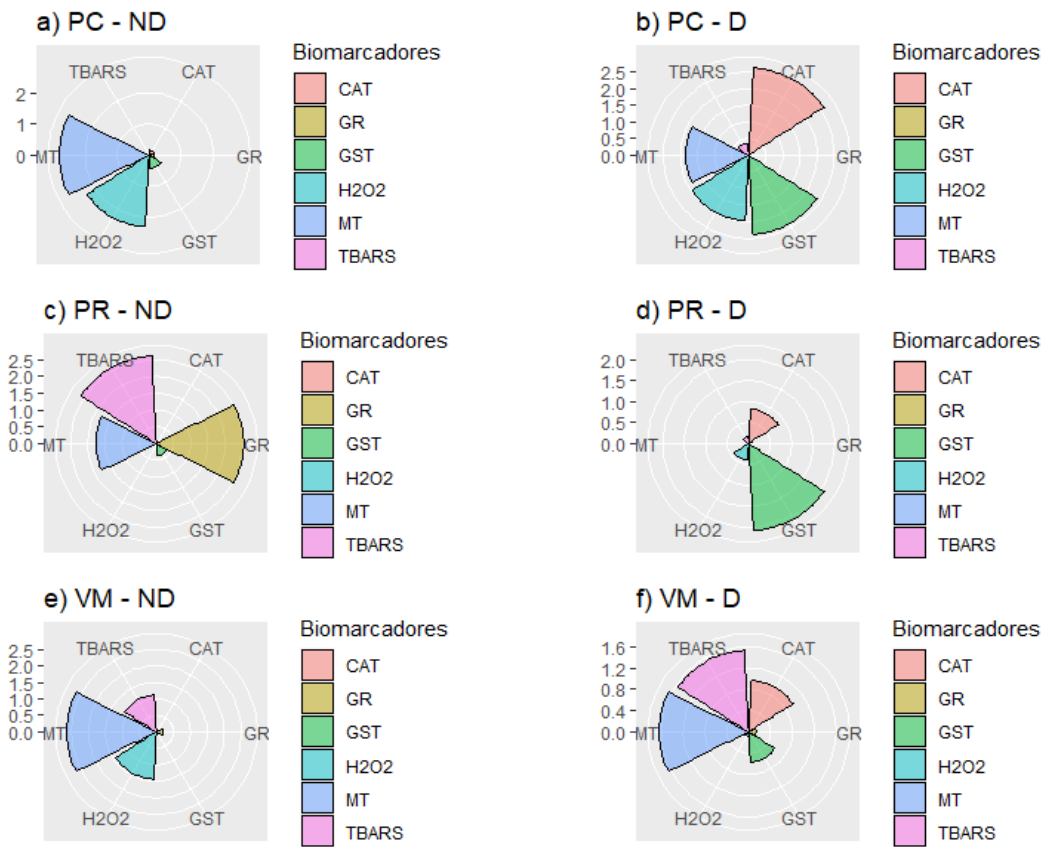 a) PC - ND
TBARS CAT
2
1
0 MT GR
H2O2 GST
Biomarcadores
CAT
GR
GST
H2O2
MT
TBARS
b) PC - D
TBARS CAT
2.5
2.0
1.5
1.0
0.5
0.0 MT GR
H2O2 GST
Biomarcadores
CAT
GR
GST
H2O2
MT
TBARS
c) PR - ND
TBARS CAT
2.5
2.0
1.5
1.0
0.5
0.0 MT GR
H2O2 GST
Biomarcadores
CAT
GR
GST
H2O2
MT
TBARS
d) PR - D
TBARS CAT
2.0
1.5
1.0
0.5
0.0 MT GR
H2O2 GST
Biomarcadores
CAT
GR
GST
H2O2
MT
TBARS
e) VM - ND
TBARS CAT
2.5
2.0
1.5
1.0
0.5
0.0 MT GR
H2O2 GST
Biomarcadores
CAT
GR
GST
H2O2
MT
TBARS
f) VM - D
TBARS CAT
1.6
1.2
0.8
0.4
0.0 MT GR
H2O2 GST
Biomarcadores
CAT
GR
GST
H2O2
MT
TBARS